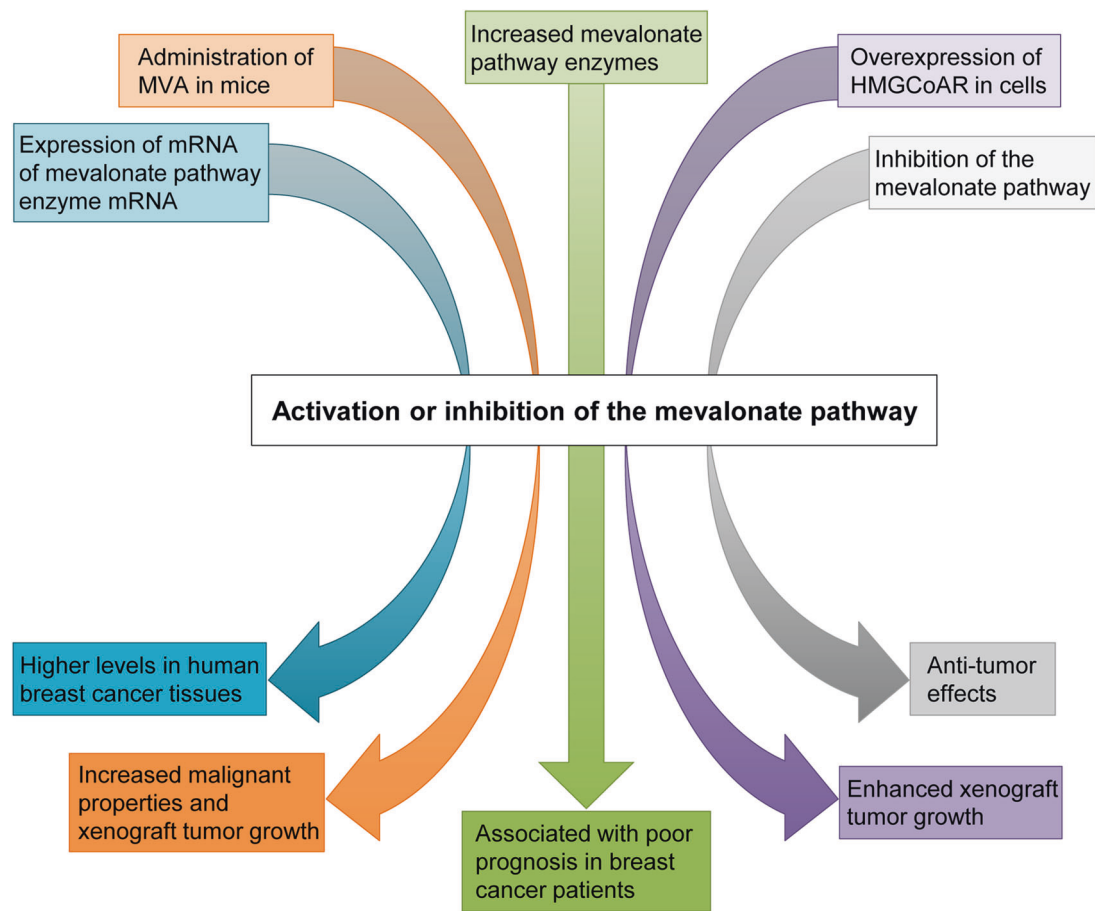 Administration of
MVA in mice
Increased mevalonate
pathway enzymes
Overexpression of
HMGCoAR in cells
Expression of mRNA
of mevalonate pathway
enzyme mRNA
Inhibition of the
mevalonate pathway
Activation or inhibition of the mevalonate pathway
Higher levels in human
breast cancer tissues
Anti-tumor
effects
Increased malignant
properties and
xenograft tumor growth
Associated with poor
prognosis in breast
cancer patients
Enhanced xenograft
tumor growth